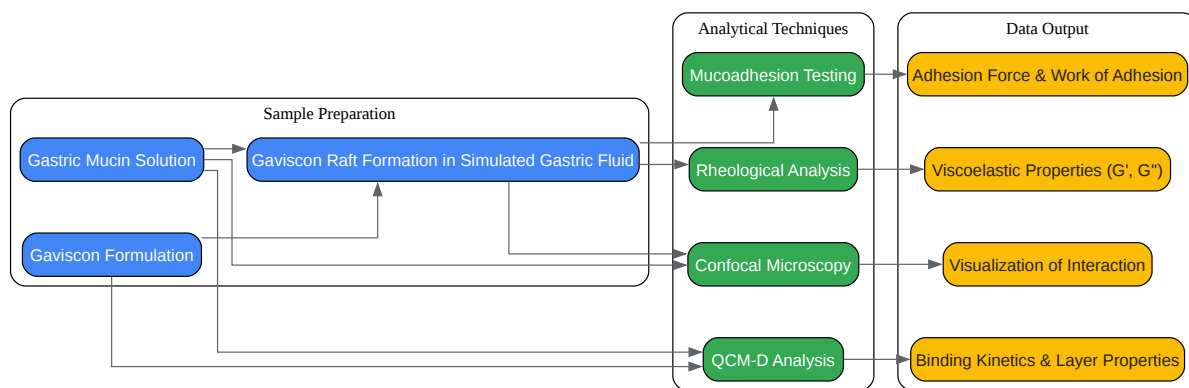 Sample Preparation
Gastric Mucin Solution
Gaviscon Raft Formation in Simulated Gastric Fluid
Gaviscon Formulation
Analytical Techniques
Mucoadhesion Testing
Rheological Analysis
Confocal Microscopy
QCM-D Analysis
Data Output
Adhesion Force & Work of Adhesion
Viscoelastic Properties (G', G'')
Visualization of Interaction
Binding Kinetics & Layer Properties